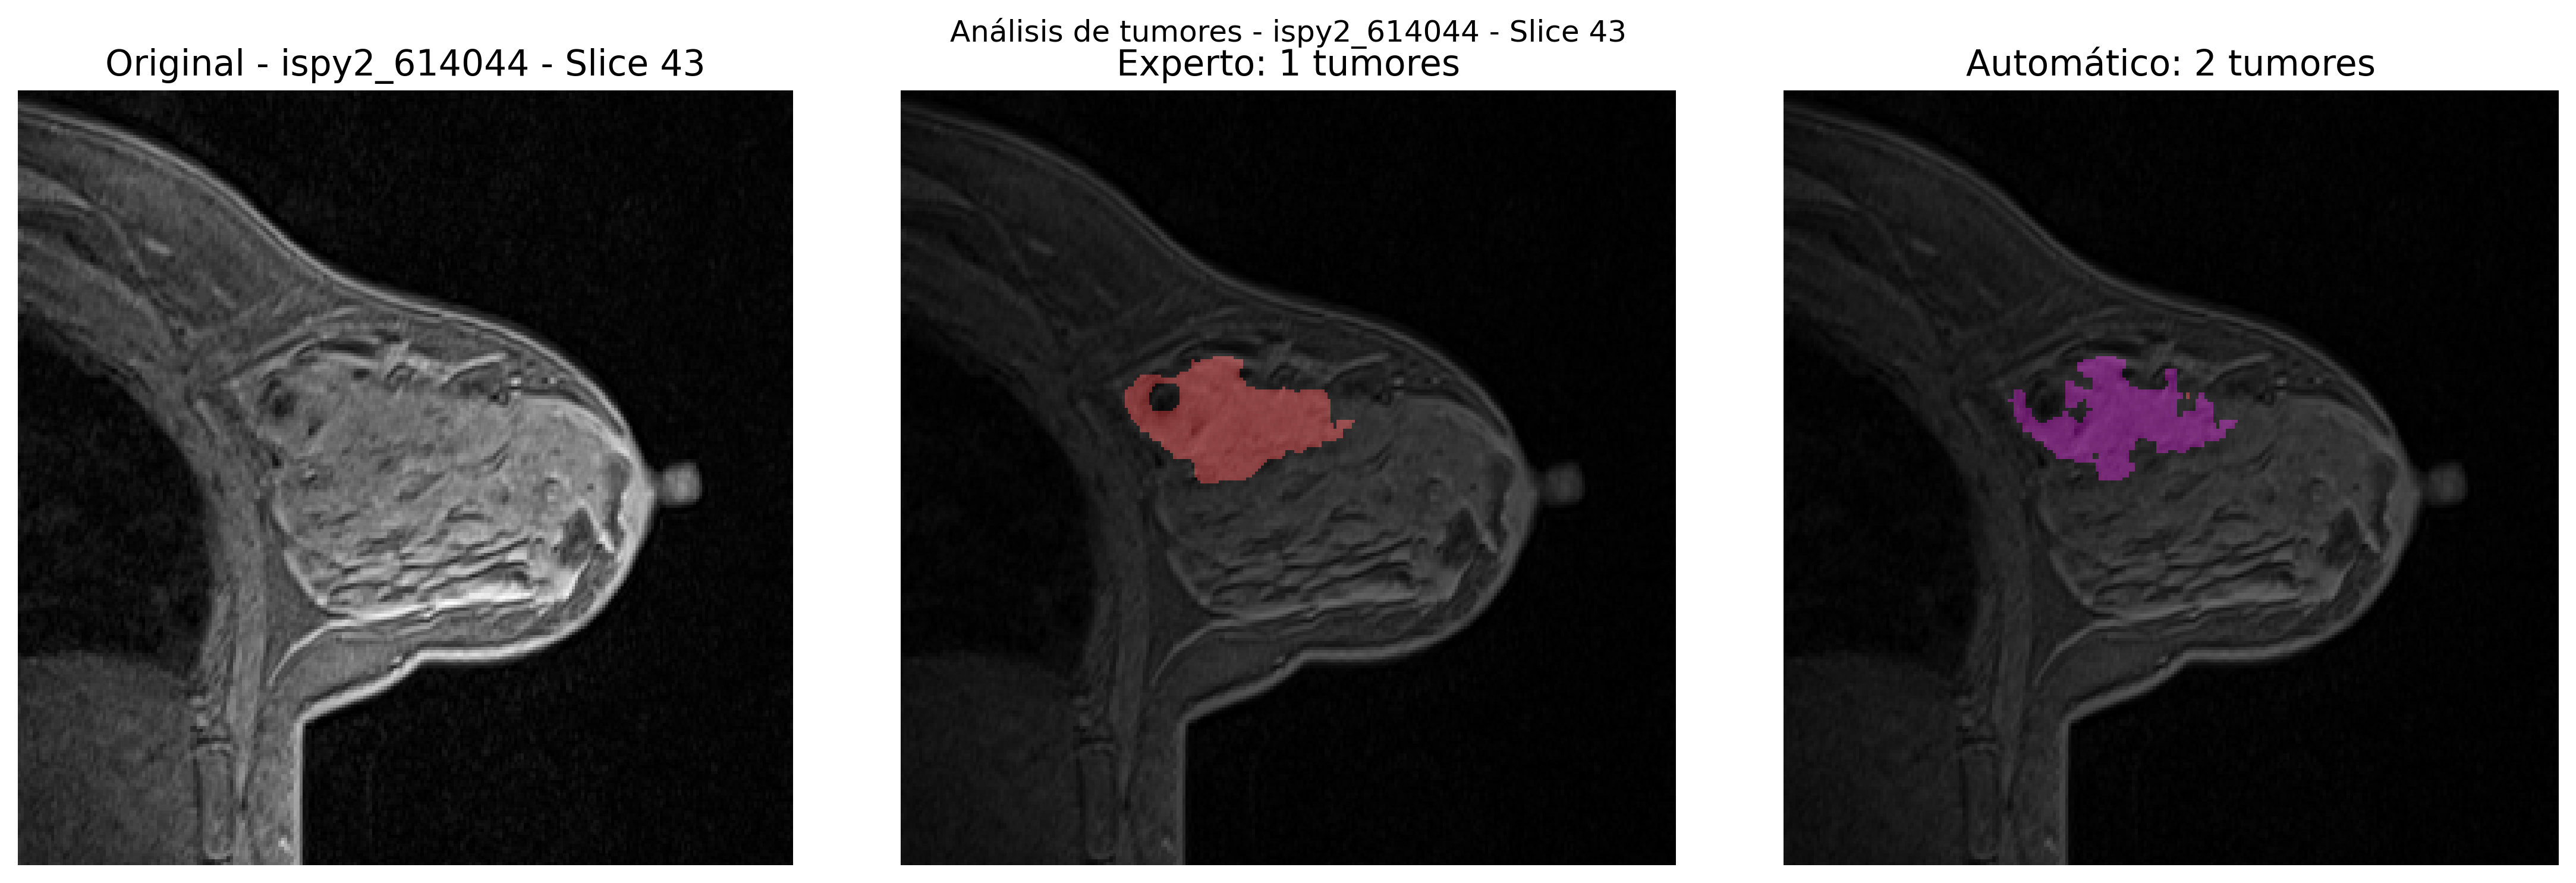 Análisis de tumores - ispy2_614044 - Slice 43
Original - ispy2_614044 - Slice 43
Experto: 1 tumores
Automático: 2 tumores